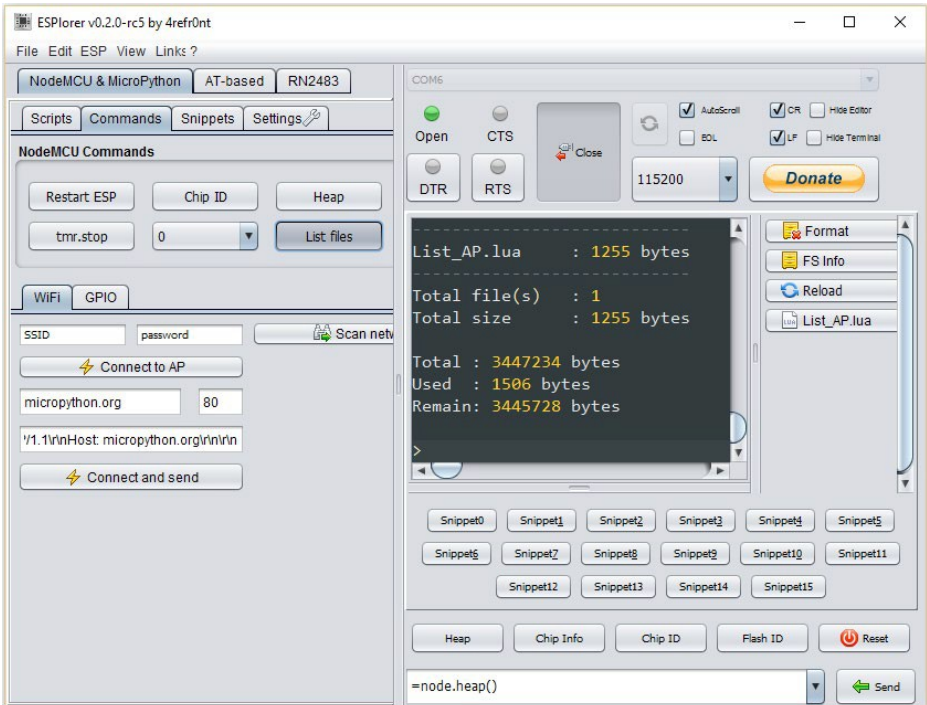 ESPlorer v0.2.0-rc5 by 4refr0nt
File Edit ESP View Links ?
NodeMCU & MicroPython AT-based RN2483
Scripts Commands Snippets Settings
NodeMCU Commands
Restart ESP Chip ID Heap
tmr.stop 0 List files
WiFi GPIO
SSID password Scan netw
Connect to AP
micropython.org 80
'/1.1\r\nHost: micropython.org\r\n\r\n
Connect and send
COM6
Open CTS
DTR RTS
Close
AutoScroll CR Hide Editor
EOL LF Hide Terminal
115200 Donate
------------------------------
List_AP.lua : 1255 bytes
------------------------------
Total file(s) : 1
Total size : 1255 bytes
Total : 3447234 bytes
Used : 1506 bytes
Remain: 3445728 bytes
>
Format
FS Info
Reload
List_AP.lua
Snippet0 Snippet1 Snippet2 Snippet3 Snippet4 Snippet5
Snippet6 Snippet7 Snippet8 Snippet9 Snippet10 Snippet11
Snippet12 Snippet13 Snippet14 Snippet15
Heap Chip Info Chip ID Flash ID Reset
=node.heap() Send